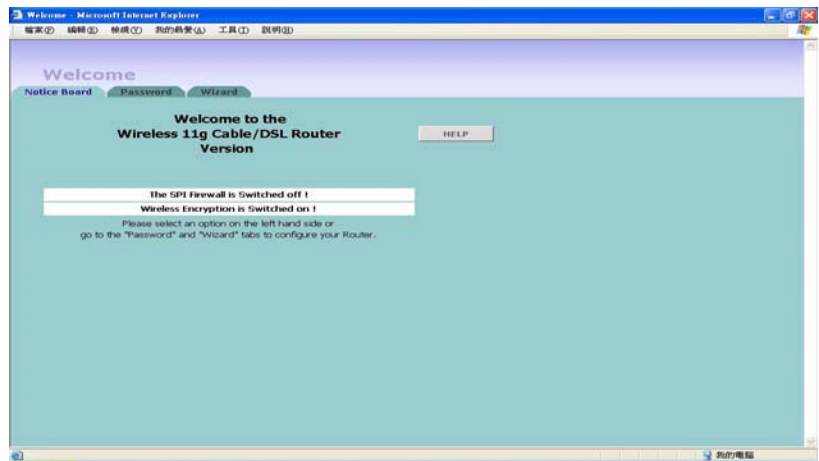 Welcome - Microsoft Internet Explorer
檔案(F) 編輯(E) 檢視(V) 我的最愛(A) 工具(T) 說明(H)
Welcome
Notice Board Password Wizard
Welcome to the
Wireless 11g Cable/DSL Router
Version
HELP
The SPI Firewall is Switched off !
Wireless Encryption is Switched on !
Please select an option on the left hand side or
go to the "Password" and "Wizard" tabs to configure your Router.
我的電腦